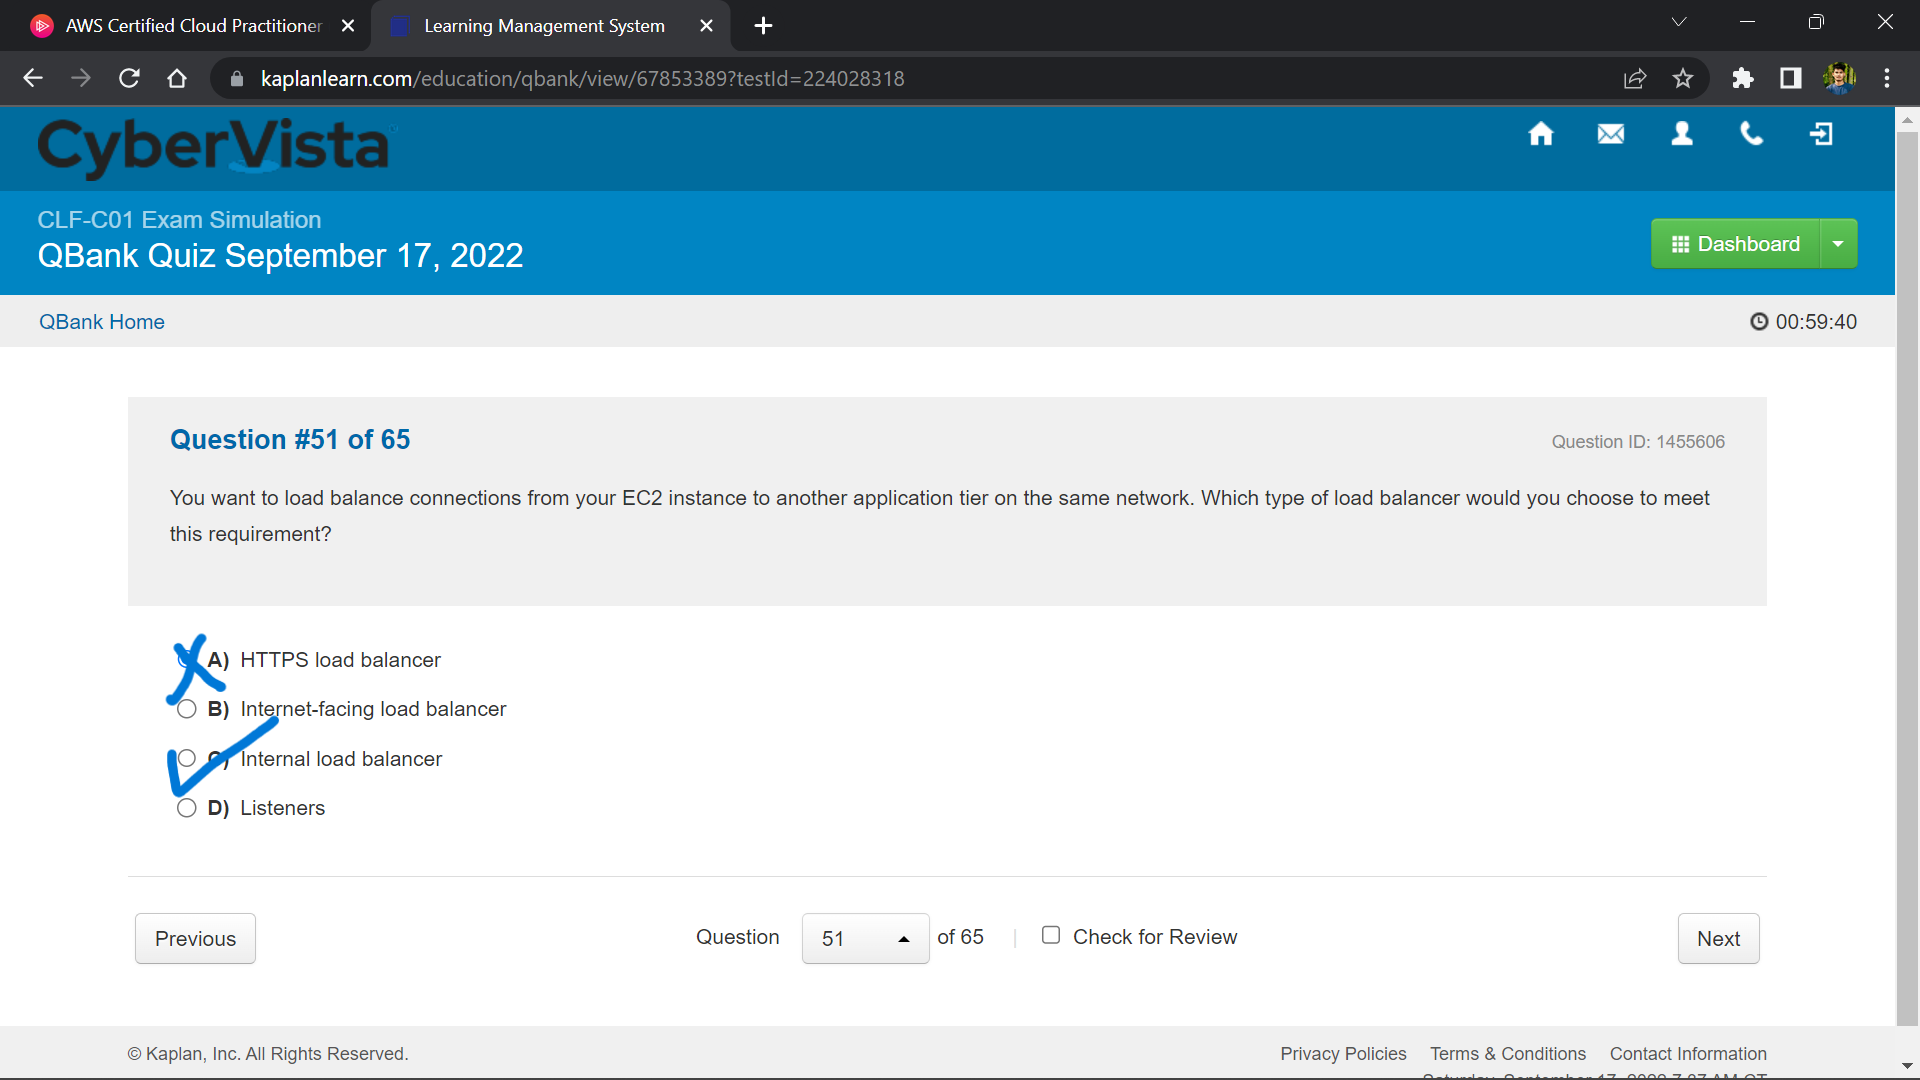 AWS Certified Cloud Practitioner
Learning Management System
kaplanlearn.com/education/qbank/view/67853389?testId=224028318
CyberVista
CLF-C01 Exam Simulation
QBank Quiz September 17, 2022
Dashboard
QBank Home
00:59:40
Question #51 of 65
Question ID: 1455606
You want to load balance connections from your EC2 instance to another application tier on the same network. Which type of load balancer would you choose to meet
this requirement?
A) HTTPS load balancer
B) Internet-facing load balancer
C) Internal load balancer
D) Listeners
Previous
Question 51 of 65 | Check for Review
Next
© Kaplan, Inc. All Rights Reserved.
Privacy Policies Terms & Conditions Contact Information